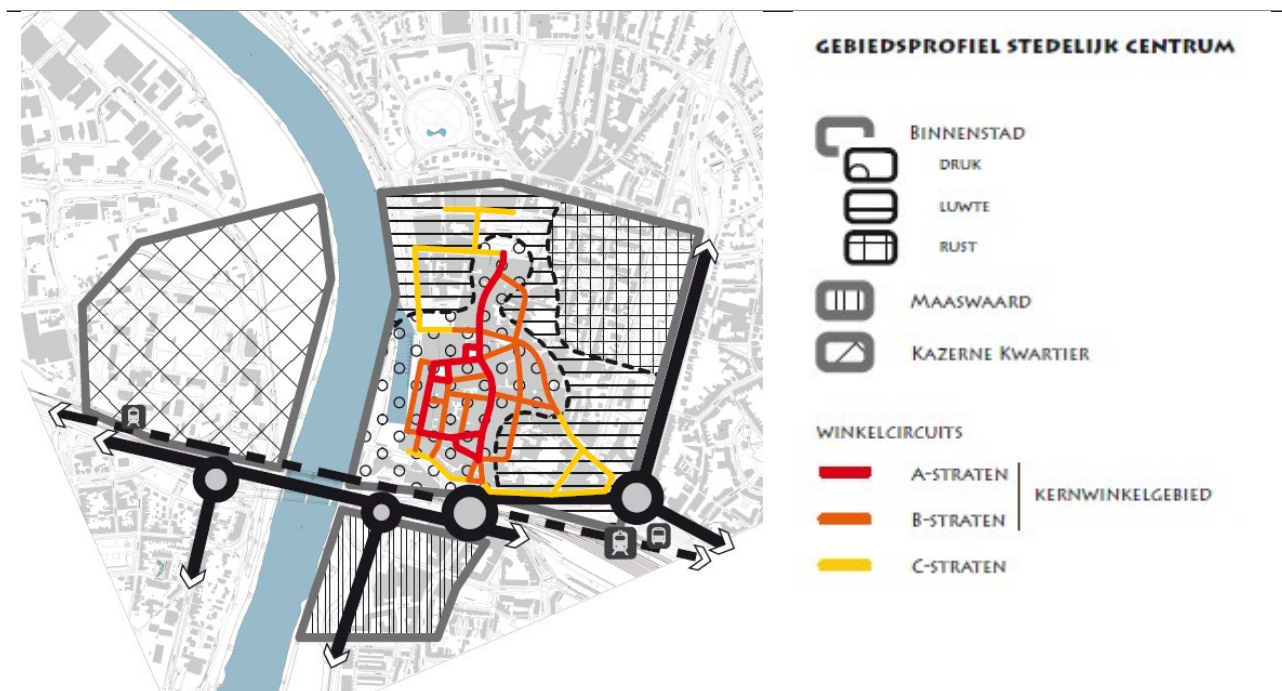 GEBIEDSPROFIEL STEDELIJK CENTRUM
BINNENSTAD
DRUK
LUWTE
RUST
MAASWAARD
KAZERNE KWARTIER
WINKELCIRCUITS
A-STRATEN
KERNWINKELGEBIED
B-STRATEN
C-STRATEN